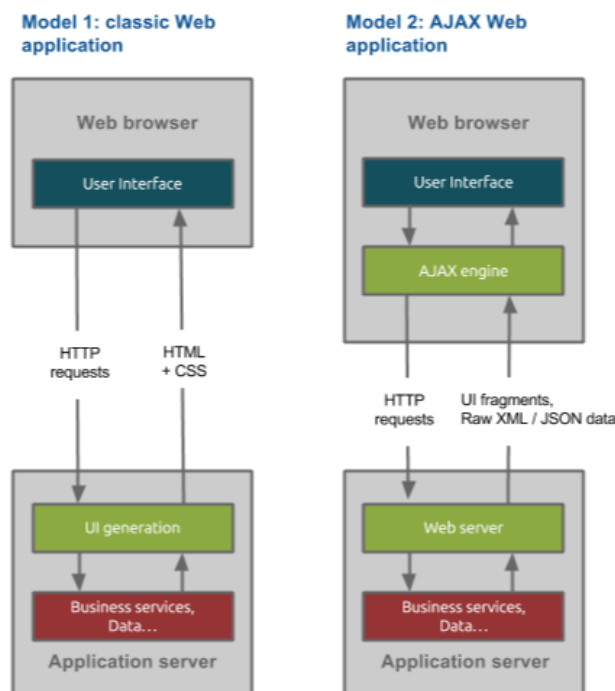 Model 1: classic Web
application
Web browser
User Interface
HTTP
requests
HTML
+ CSS
UI generation
Business services,
Data...
Application server
Model 2: AJAX Web
application
Web browser
User Interface
AJAX engine
HTTP
requests
UI fragments,
Raw XML / JSON data
Web server
Business services,
Data...
Application server